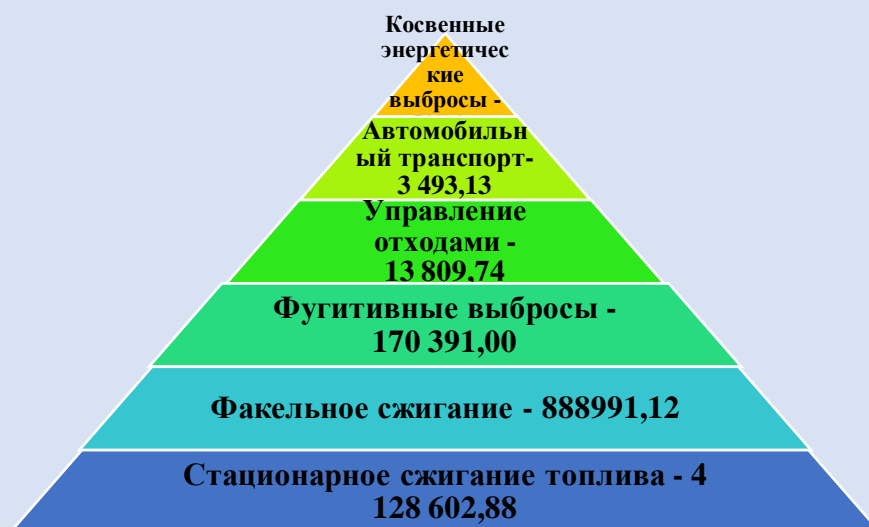 Косвенные
энергетичес
кие
выбросы -
Автомобильн
ый транспорт-
3 493,13
Управление
отходами -
13 809,74
Фугитивные выбросы -
170 391,00
Факельное сжигание - 888991,12
Стационарное сжигание топлива - 4
128 602,88